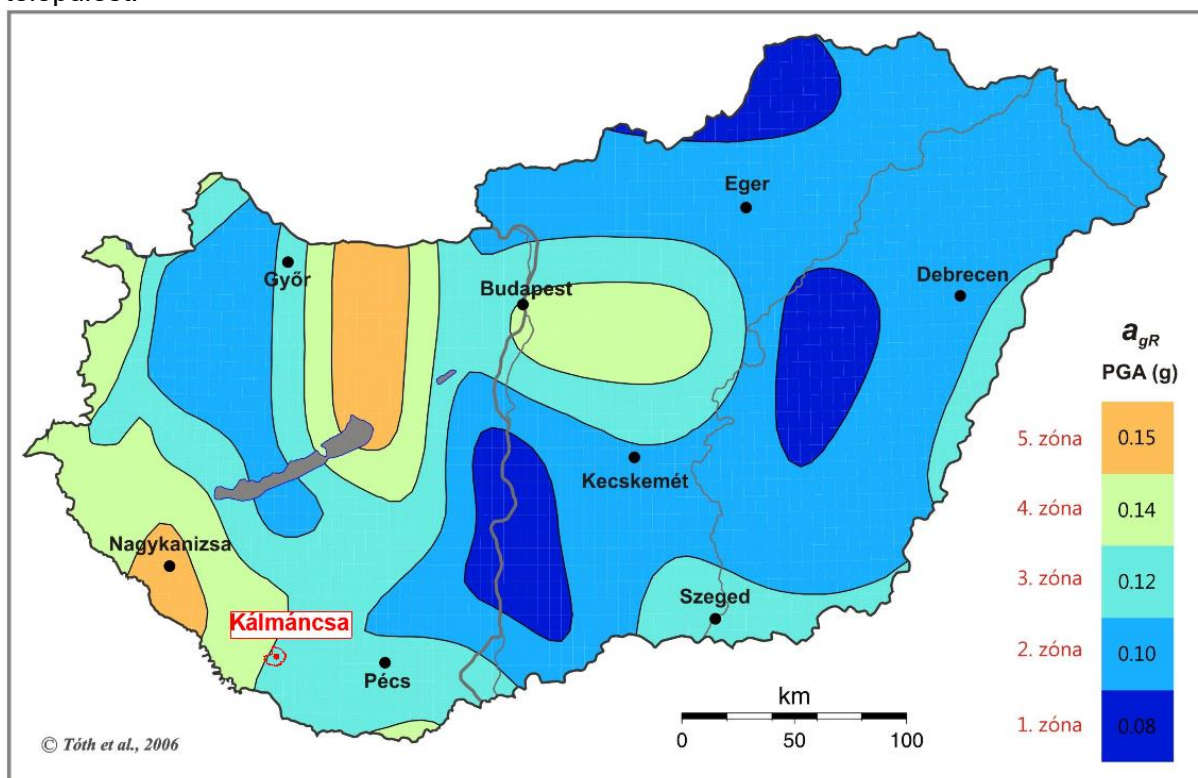 Eger
Debrecen
Győr
Budapest
Kecskemét
Nagykanizsa
Kálmáncsa
Pécs
Szeged
a_gR
PGA (g)
5. zóna 0.15
4. zóna 0.14
3. zóna 0.12
2. zóna 0.10
1. zóna 0.08
km
0 50 100
© Tóth et al., 2006